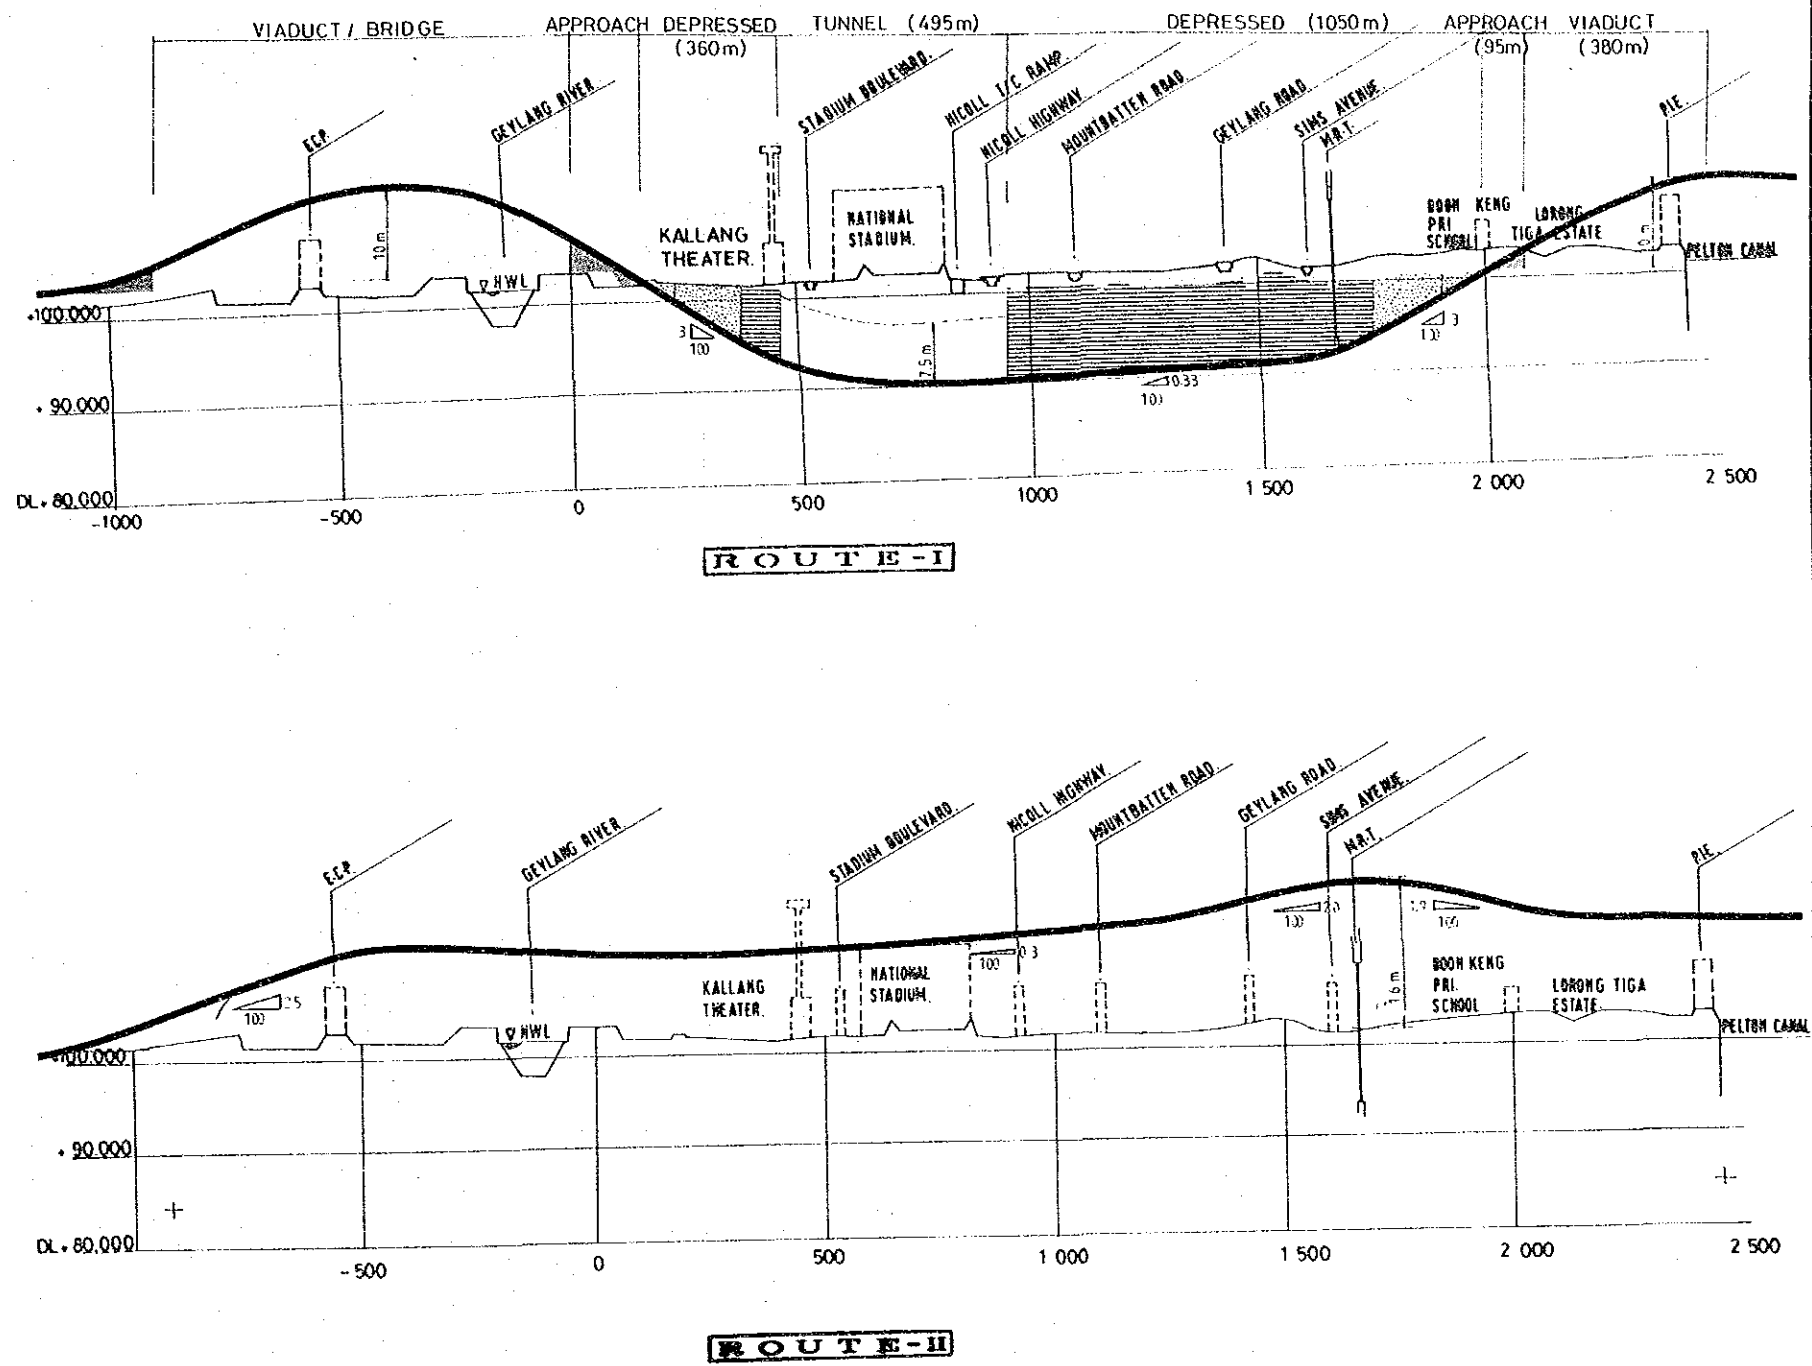 VIADUCT / BRIDGE
APPROACH DEPRESSED
(360m)
TUNNEL (495m)
DEPRESSED (1050m)
APPROACH
(95m)
VIADUCT
(380m)
E.C.P.
GEYLANG RIVER
STADIUM BOULEVARD.
NICOLL T/C RAMP.
NICOLL HIGHWAY.
MOUNTBATTEN ROAD.
GEYLANG ROAD.
SIMS AVENUE.
M.R.T.
P.I.E.
10m
HWL
KALLANG
THEATER.
NATIONAL
STADIUM.
BOON KENG
PRI
SCHOOL
LORONG
TIGA ESTATE
PELTON CANAL
3
100
7.5m
0.33
100
3
100
+100.000
+ 90.000
DL+ 80.000
-1000
-500
0
500
1000
1 500
2 000
2 500
ROUTE-I
E.C.P.
GEYLANG RIVER.
STADIUM BOULEVARD.
NICOLL HIGHWAY.
MOUNTBATTEN ROAD.
GEYLANG ROAD.
SIMS AVENUE.
M.R.T.
P.I.E.
2.5
100
HWL
KALLANG
THEATER.
NATIONAL
STADIUM.
0.3
100
2.0
100
100
16m
BOON KENG
PRI.
SCHOOL
LORONG TIGA
ESTATE.
PELTON CANAL
+100.000
+ 90.000
DL+ 80.000
-500
0
500
1 000
1 500
2 000
2 500
ROUTE-II